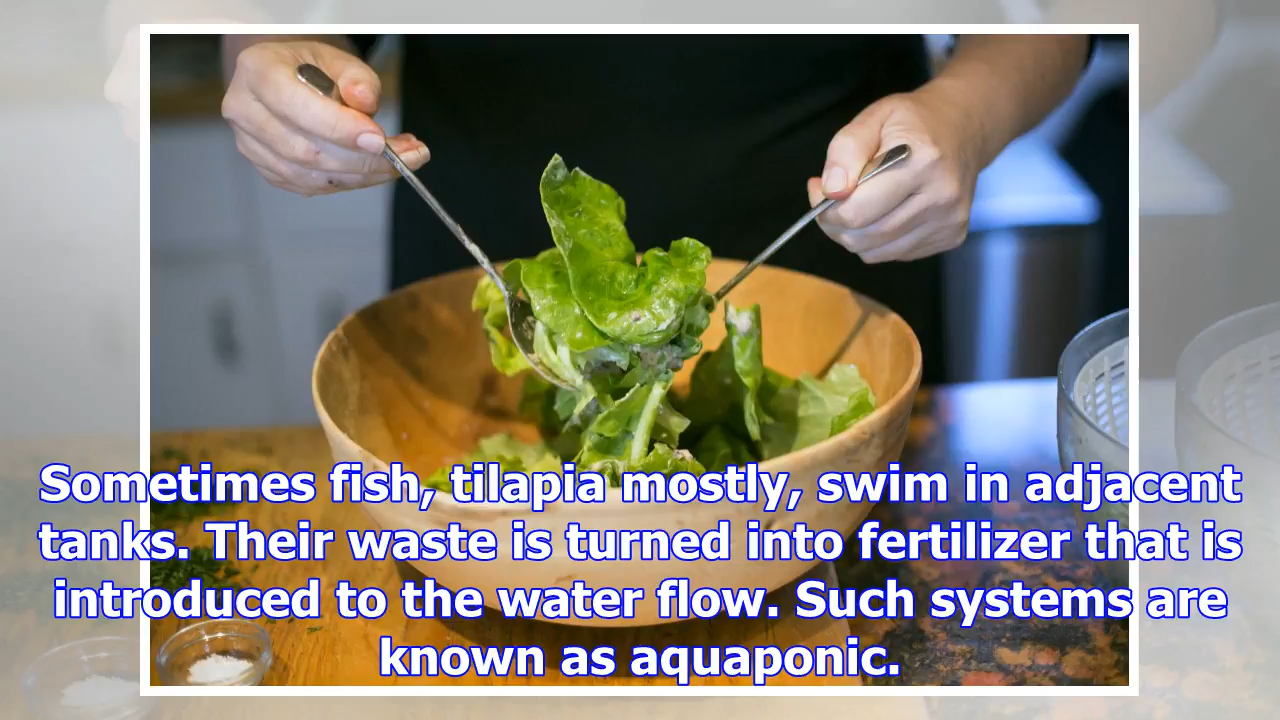 Sometimes fish, tilapia mostly, swim in adjacent
tanks. Their waste is turned into fertilizer that is
introduced to the water flow. Such systems are
known as aquaponic.